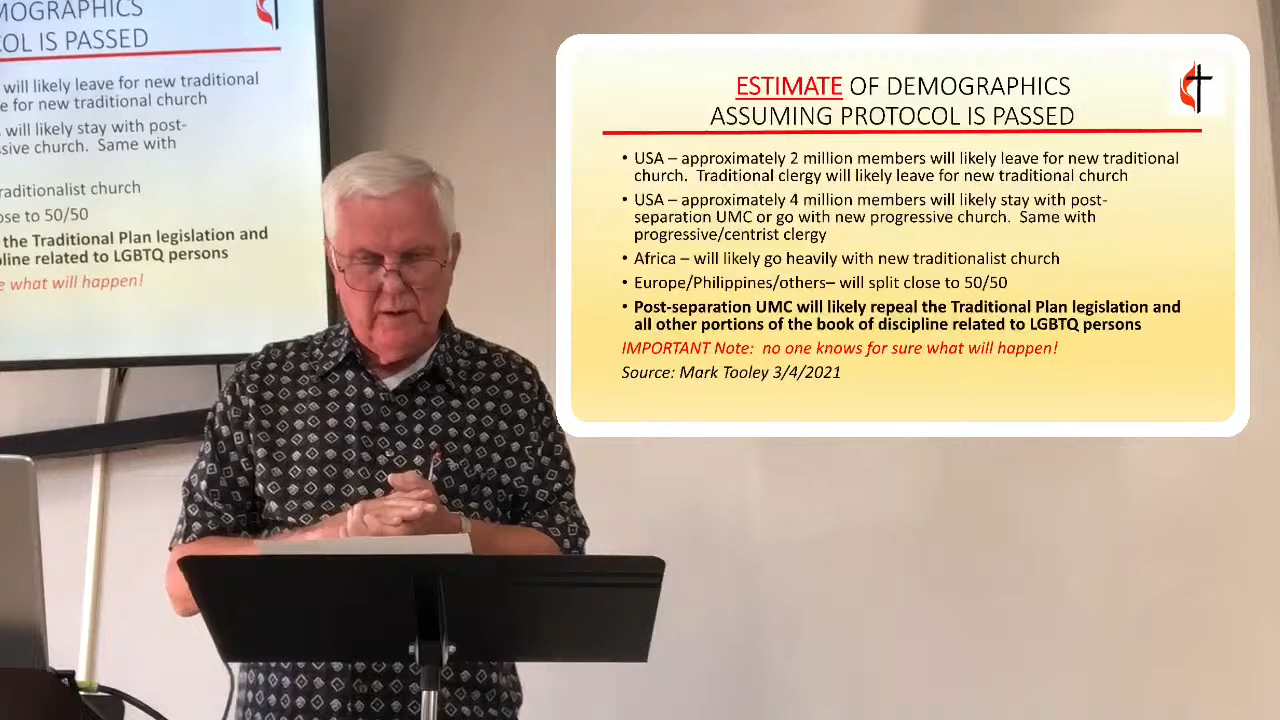 MOGRAPHICS
COL IS PASSED
will likely leave for new traditional
e for new traditional church
will likely stay with post-
sive church. Same with
raditionalist church
ose to 50/50
the Traditional Plan legislation and
pline related to LGBTQ persons
e what will happen!
ESTIMATE OF DEMOGRAPHICS
ASSUMING PROTOCOL IS PASSED
• USA – approximately 2 million members will likely leave for new traditional
church. Traditional clergy will likely leave for new traditional church
• USA – approximately 4 million members will likely stay with post-
separation UMC or go with new progressive church. Same with
progressive/centrist clergy
• Africa – will likely go heavily with new traditionalist church
• Europe/Philippines/others– will split close to 50/50
• Post-separation UMC will likely repeal the Traditional Plan legislation and
all other portions of the book of discipline related to LGBTQ persons
IMPORTANT Note: no one knows for sure what will happen!
Source: Mark Tooley 3/4/2021